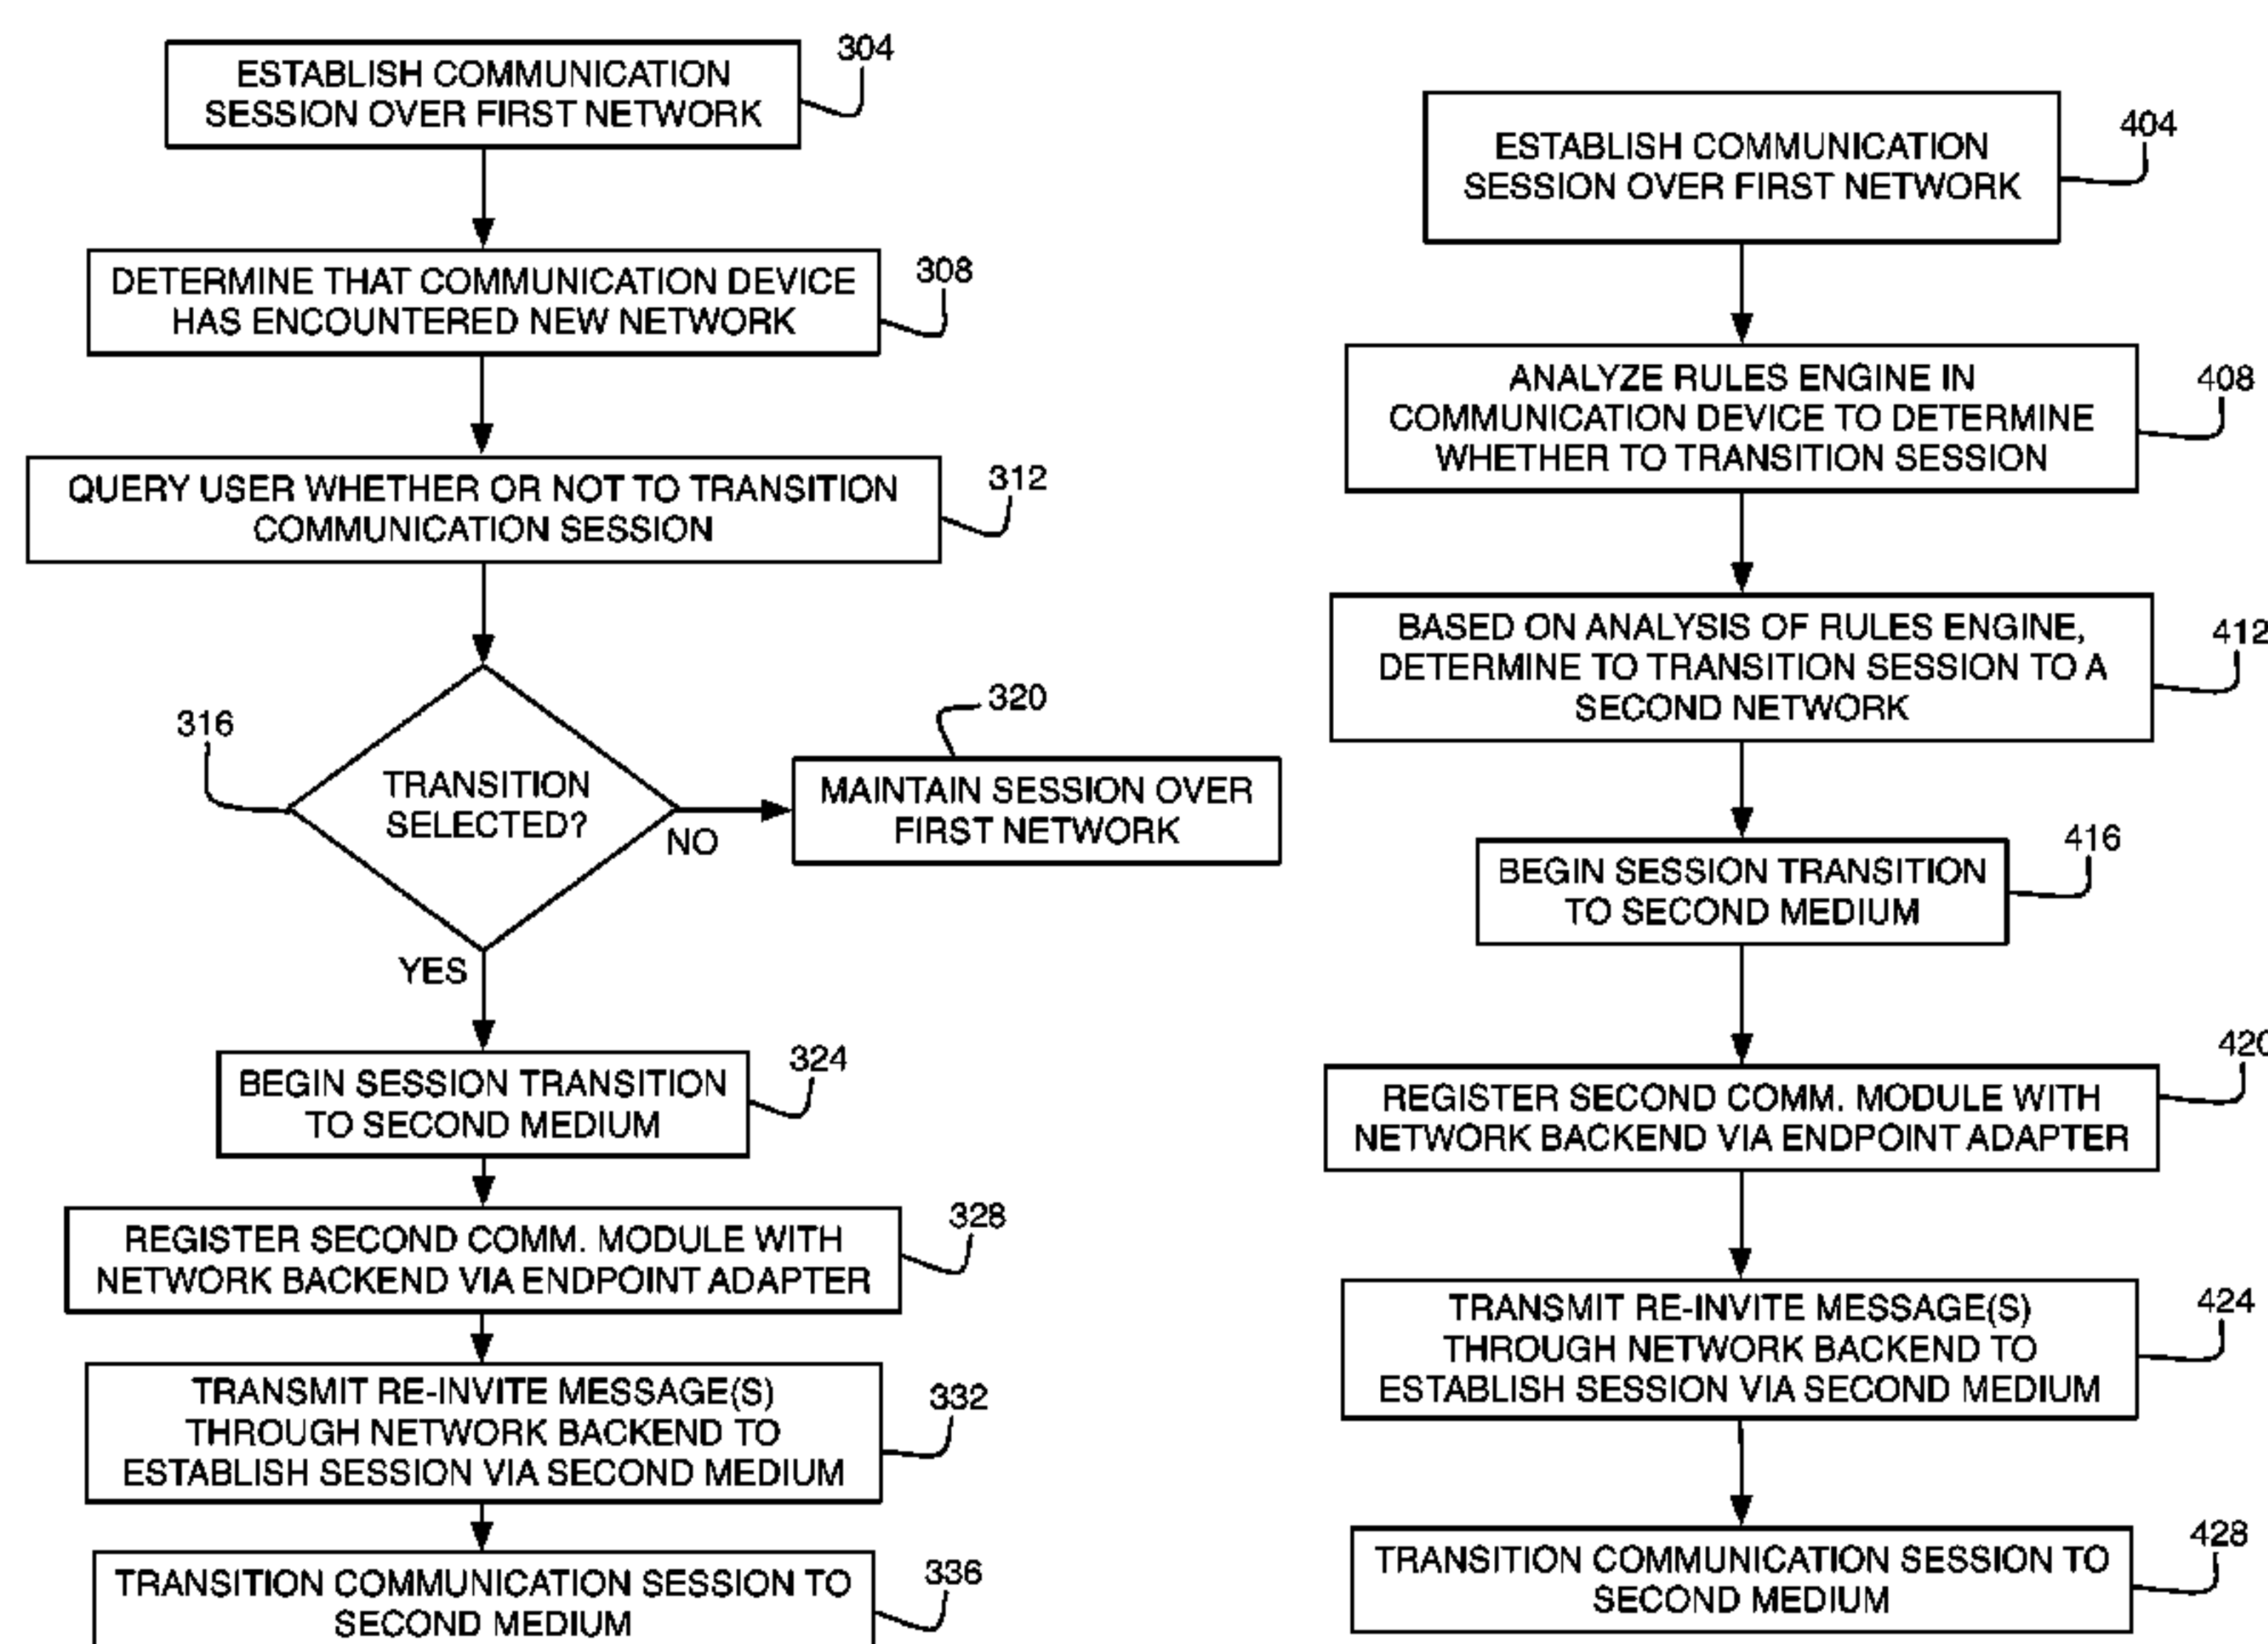 304
ESTABLISH COMMUNICATION
SESSION OVER FIRST NETWORK
308
DETERMINE THAT COMMUNICATION DEVICE
HAS ENCOUNTERED NEW NETWORK
312
QUERY USER WHETHER OR NOT TO TRANSITION
COMMUNICATION SESSION
316
TRANSITION
SELECTED?
NO
320
MAINTAIN SESSION OVER
FIRST NETWORK
YES
324
BEGIN SESSION TRANSITION
TO SECOND MEDIUM
328
REGISTER SECOND COMM. MODULE WITH
NETWORK BACKEND VIA ENDPOINT ADAPTER
332
TRANSMIT RE-INVITE MESSAGE(S)
THROUGH NETWORK BACKEND TO
ESTABLISH SESSION VIA SECOND MEDIUM
336
TRANSITION COMMUNICATION SESSION TO
SECOND MEDIUM
404
ESTABLISH COMMUNICATION
SESSION OVER FIRST NETWORK
408
ANALYZE RULES ENGINE IN
COMMUNICATION DEVICE TO DETERMINE
WHETHER TO TRANSITION SESSION
412
BASED ON ANALYSIS OF RULES ENGINE,
DETERMINE TO TRANSITION SESSION TO A
SECOND NETWORK
416
BEGIN SESSION TRANSITION
TO SECOND MEDIUM
420
REGISTER SECOND COMM. MODULE WITH
NETWORK BACKEND VIA ENDPOINT ADAPTER
424
TRANSMIT RE-INVITE MESSAGE(S)
THROUGH NETWORK BACKEND TO
ESTABLISH SESSION VIA SECOND MEDIUM
428
TRANSITION COMMUNICATION SESSION TO
SECOND MEDIUM